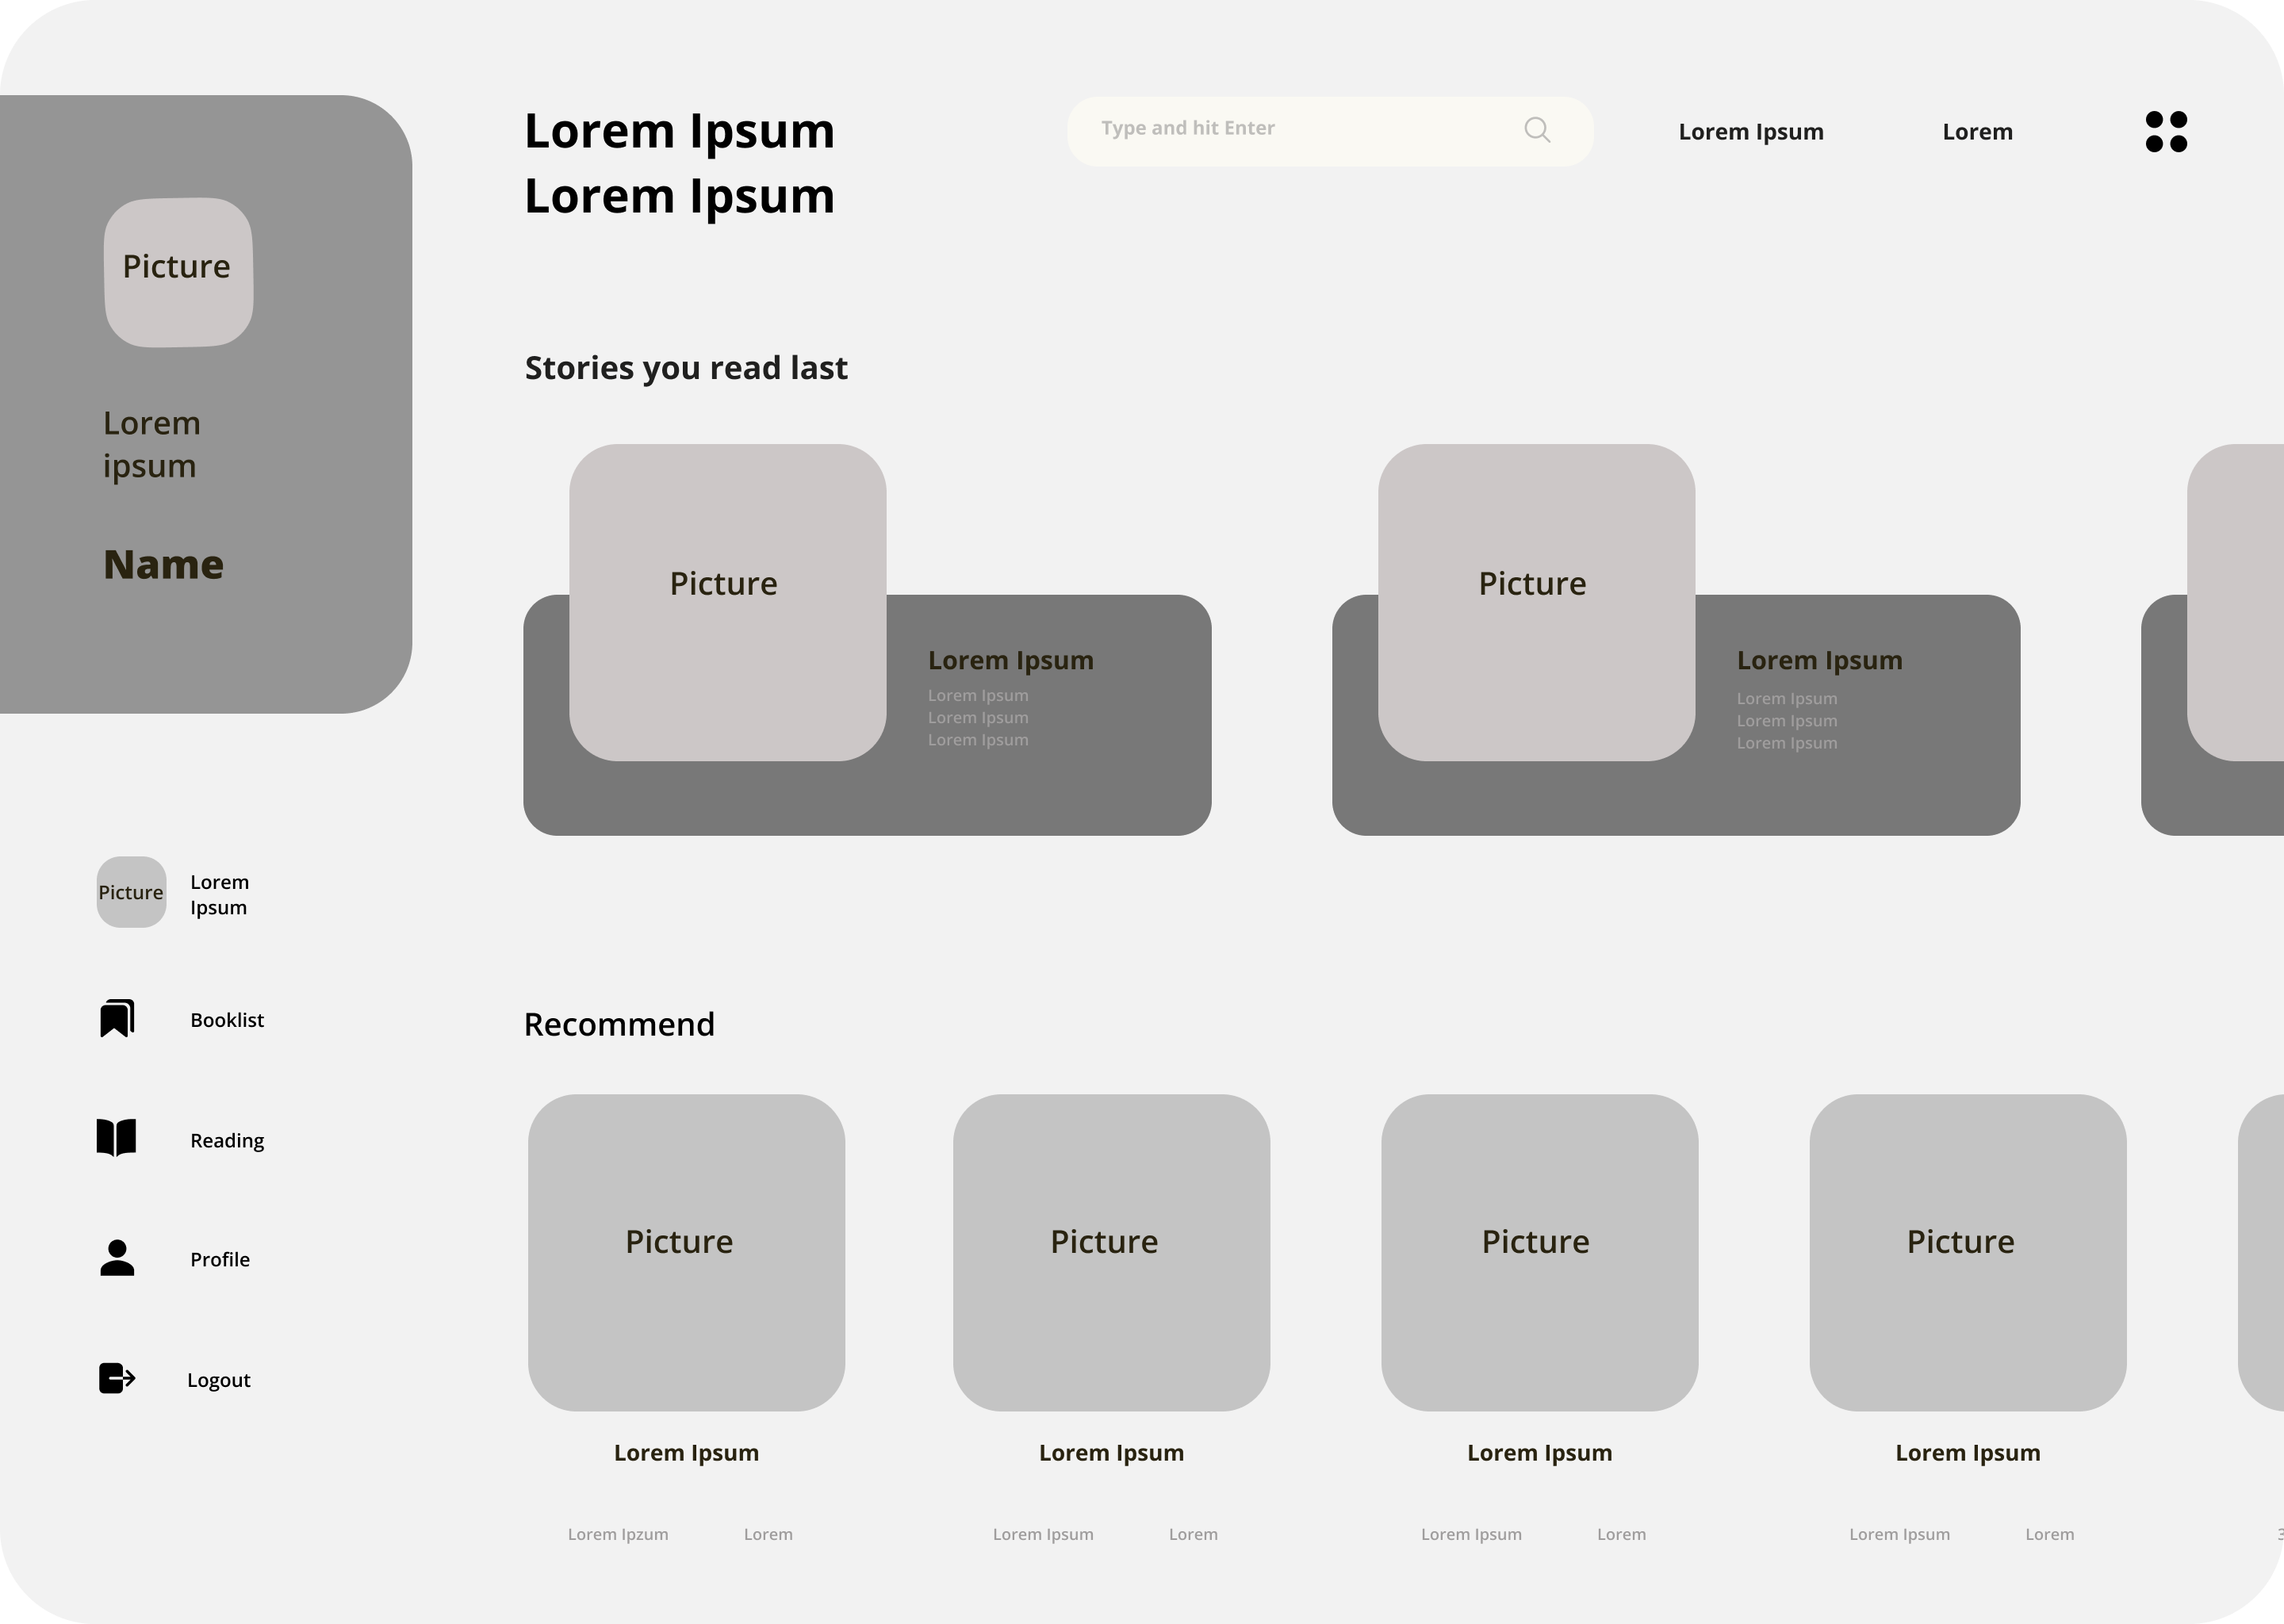 Lorem Ipsum
Lorem Ipsum
Type and hit Enter
Lorem Ipsum
Lorem
Picture
Lorem
ipsum
Name
Stories you read last
Picture
Lorem Ipsum
Lorem Ipsum
Lorem Ipsum
Lorem Ipsum
Picture
Lorem Ipsum
Lorem Ipsum
Lorem Ipsum
Lorem Ipsum
Picture
Lorem
Ipsum
Booklist
Reading
Profile
Logout
Recommend
Picture
Picture
Picture
Picture
Lorem Ipsum
Lorem Ipsum
Lorem Ipsum
Lorem Ipsum
Lorem Ipzum
Lorem
Lorem Ipsum
Lorem
Lorem Ipsum
Lorem
Lorem Ipsum
Lorem